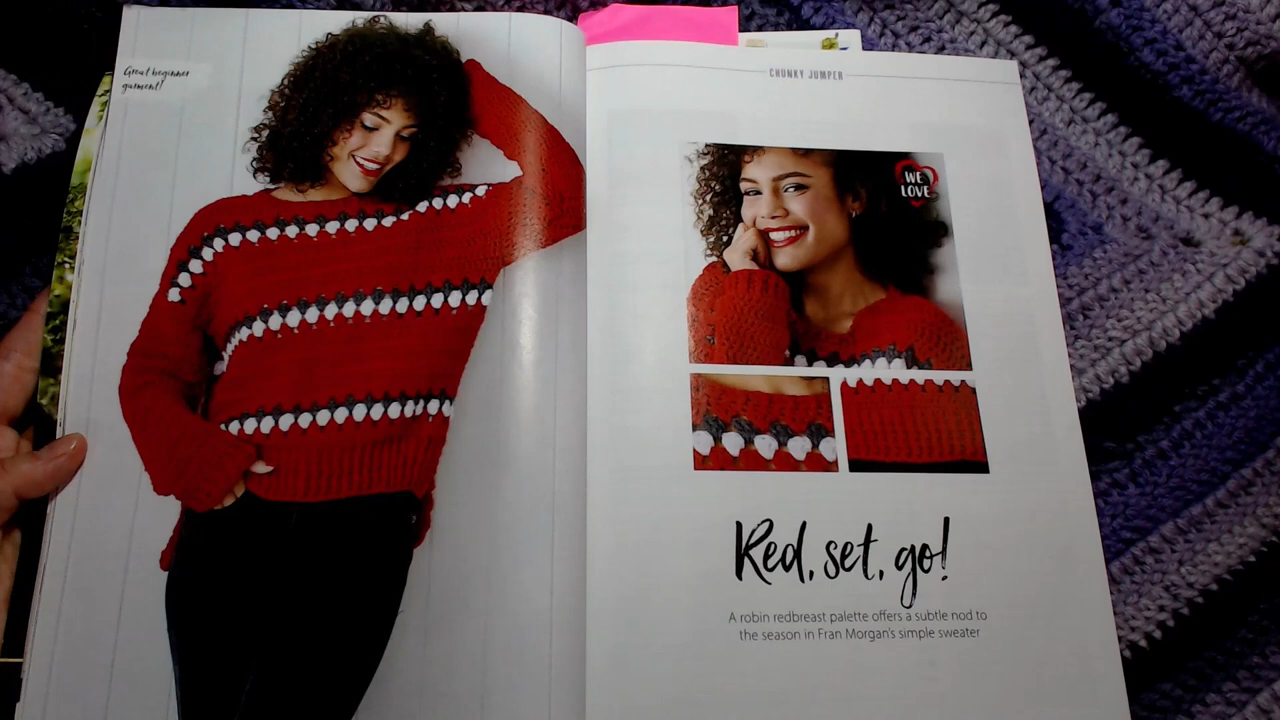 Great beginner
garment!
CHUNKY JUMPER
WE
LOVE
Red, set, go!
A robin redbreast palette offers a subtle nod to
the season in Fran Morgan's simple sweater